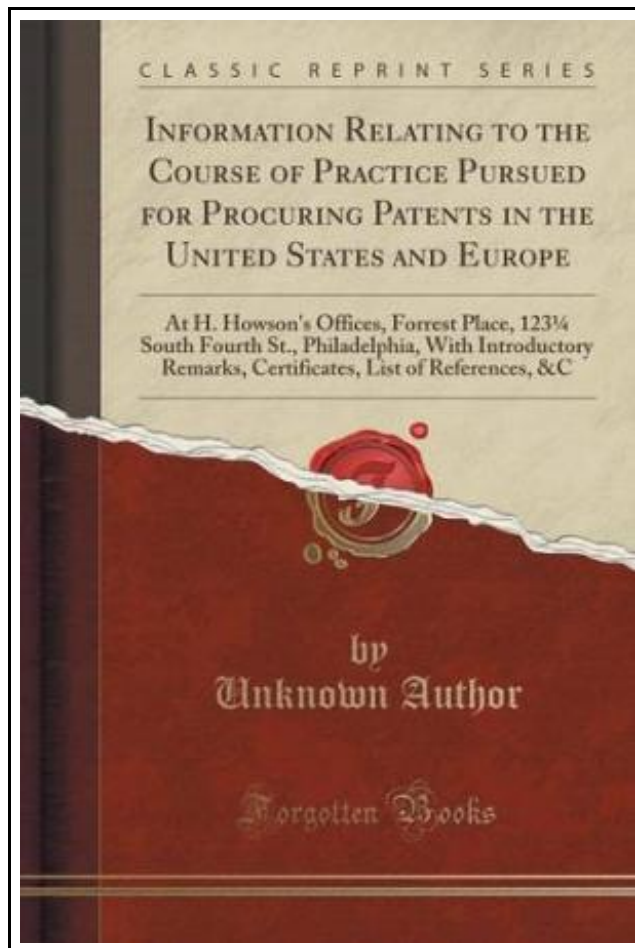 CLASSIC REPRINT SERIES
INFORMATION RELATING TO THE
COURSE OF PRACTICE PURSUED
FOR PROCURING PATENTS IN THE
UNITED STATES AND EUROPE
At H. Howson's Offices, Forrest Place, 123¼
South Fourth St., Philadelphia, With Introductory
Remarks, Certificates, List of References, &C
F
by
Unknown Author
Forgotten Books